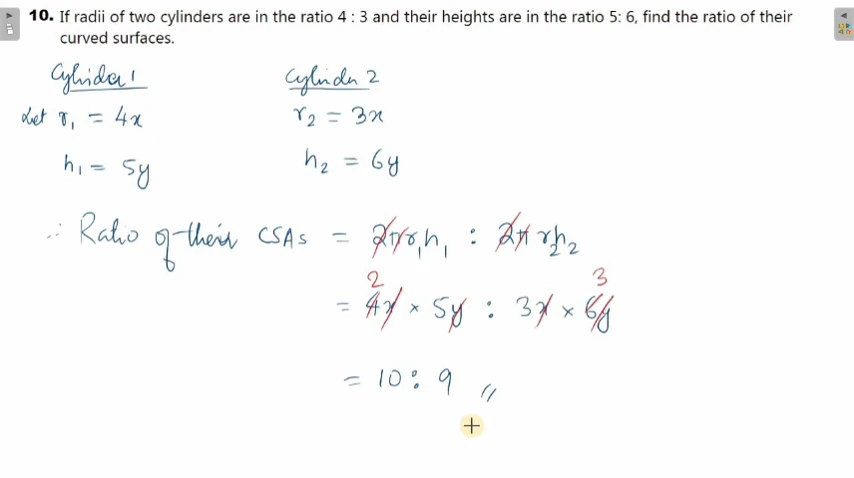 10. If radii of two cylinders are in the ratio 4 : 3 and their heights are in the ratio 5: 6, find the ratio of their
curved surfaces.
Cylinder 1 Cylinder 2
Let r₁ = 4x r₂ = 3x
h₁ = 5y h₂ = 6y
∴ Ratio of their CSAs = 2πr₁h₁ : 2πr₂h₂
2 3
= 4x × 5y : 3x × 6y
= 10 : 9 //